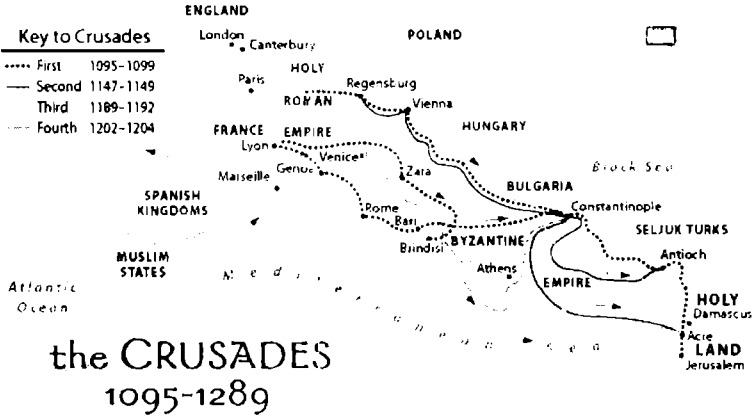 ENGLAND
London
Canterbury
POLAND
Key to Crusades
First 1095-1099
Second 1147-1149
Third 1189-1192
Fourth 1202-1204
Paris
HOLY
ROMAN
EMPIRE
Regensburg
Vienna
HUNGARY
FRANCE
Lyon
Venice
Genoa
Marseille
Zara
Black Sea
BULGARIA
SPANISH
KINGDOMS
Rome
Bari
Brindisi
Constantinople
SELJUK TURKS
BYZANTINE
EMPIRE
Antioch
MUSLIM
STATES
Athens
Atlantic
Ocean
Mediterranean Sea
HOLY
LAND
Damascus
Acre
Jerusalem
the CRUSADES
1095-1289